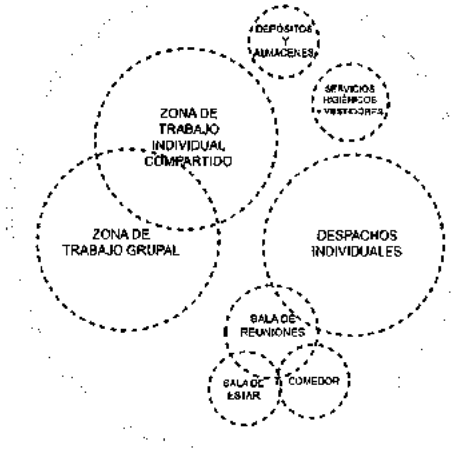 DEPÓSITOS
Y
ALMACENES
SERVICIOS
HIGIÉNICOS
Y VESTIDORES
ZONA DE
TRABAJO
INDIVIDUAL
COMPARTIDO
ZONA DE
TRABAJO GRUPAL
DESPACHOS
INDIVIDUALES
SALA DE
REUNIONES
SALA DE
ESTAR
COMEDOR